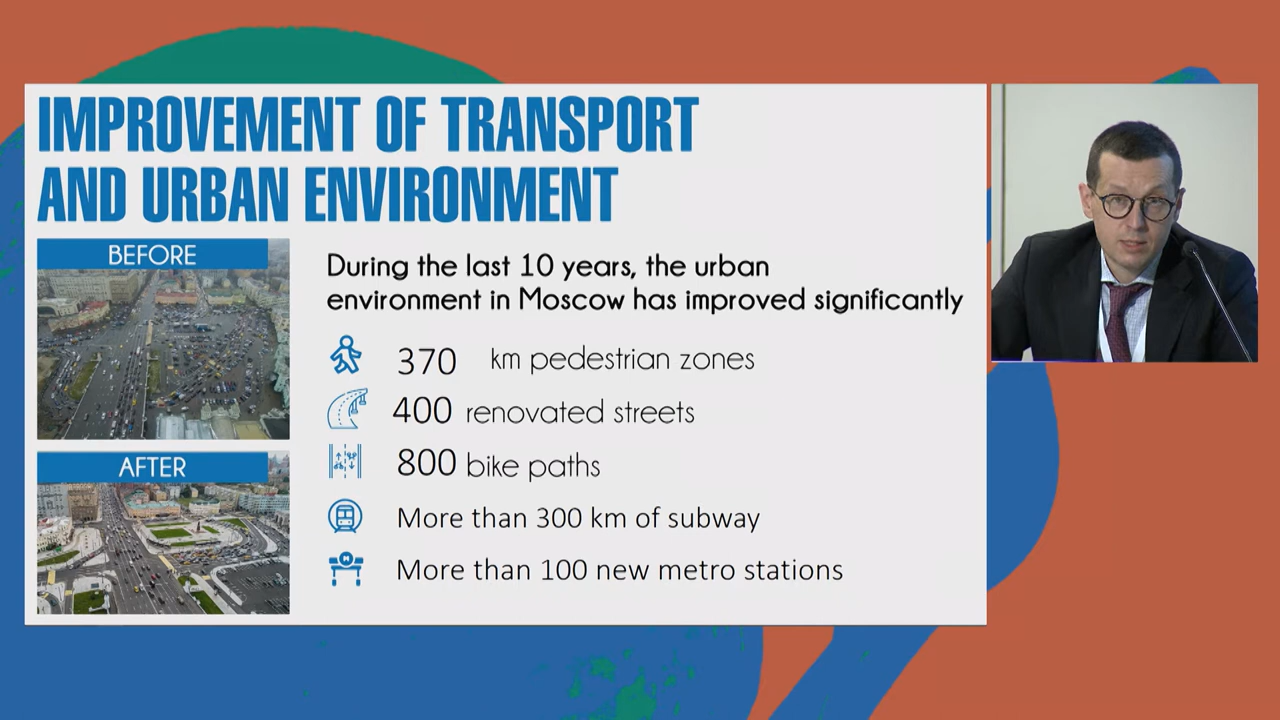 IMPROVEMENT OF TRANSPORT
AND URBAN ENVIRONMENT
BEFORE
During the last 10 years, the urban
environment in Moscow has improved significantly
370 km pedestrian zones
400 renovated streets
800 bike paths
AFTER
More than 300 km of subway
More than 100 new metro stations